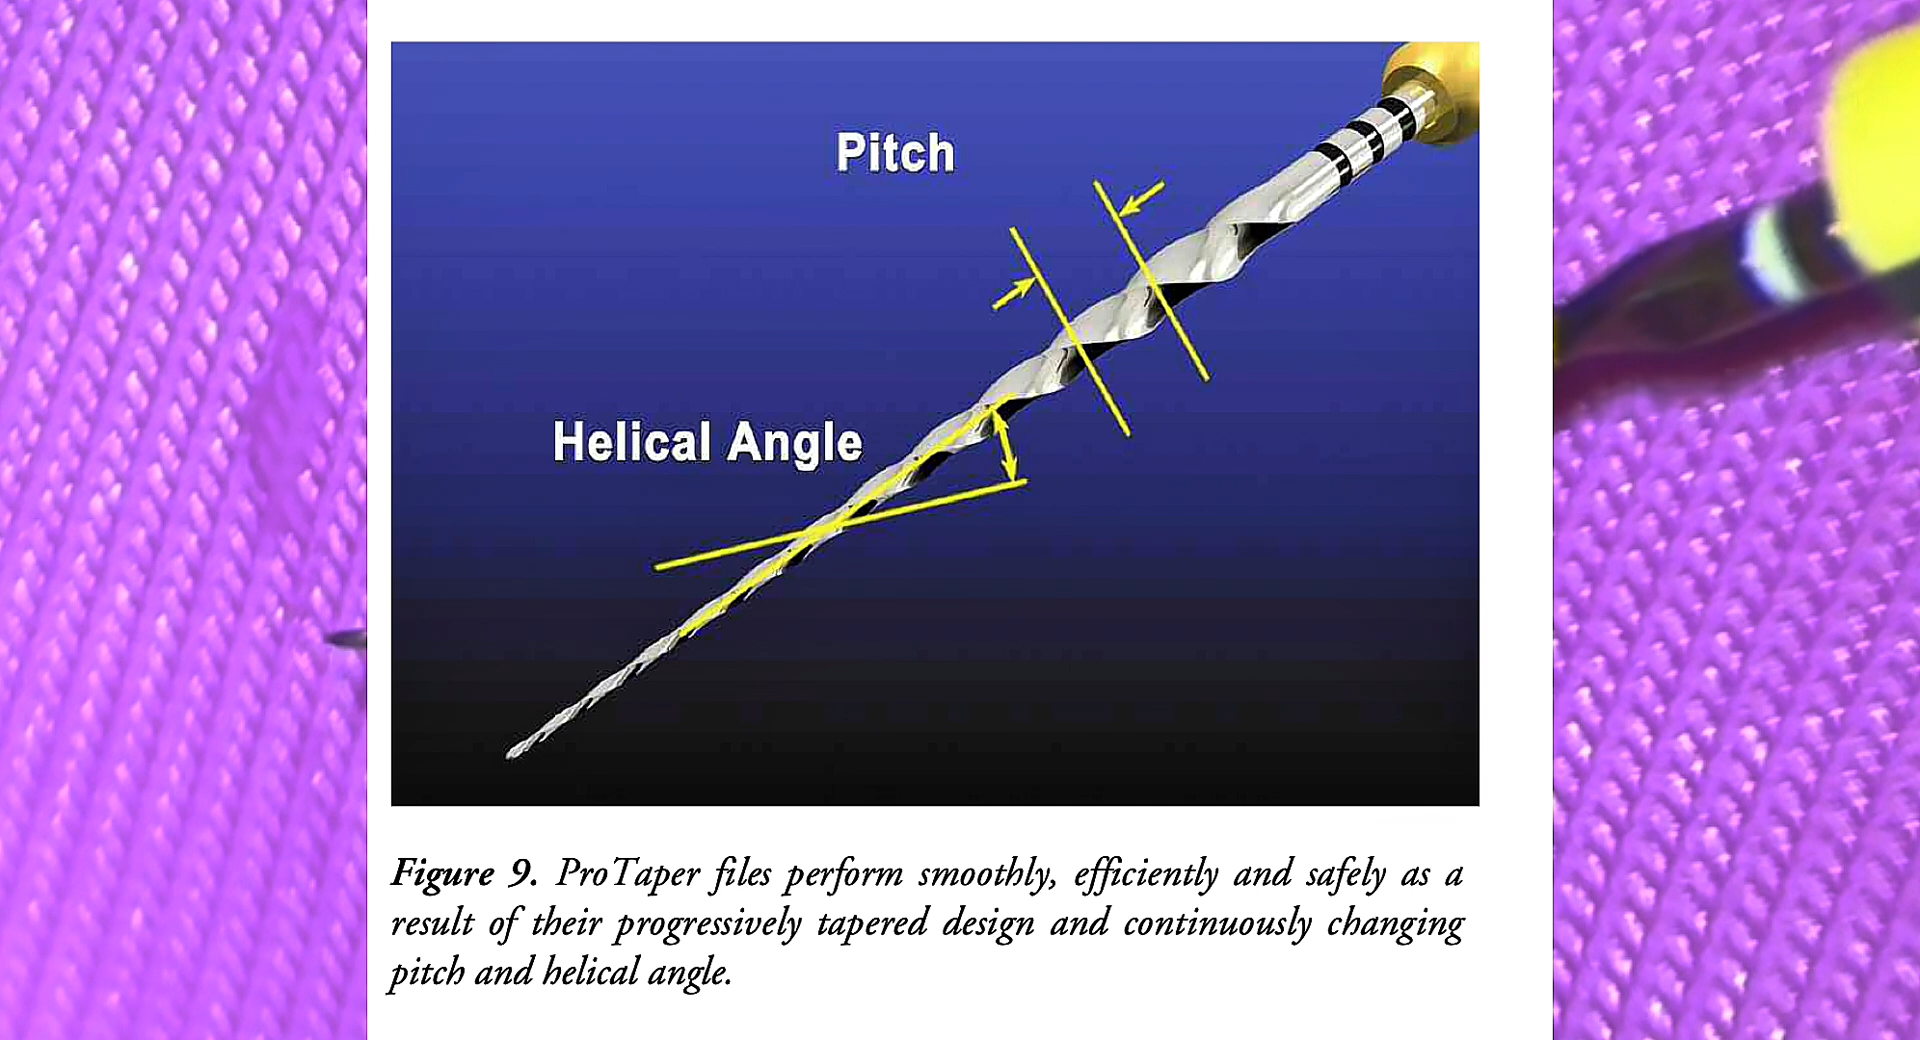 Pitch
Helical Angle
Figure 9. ProTaper files perform smoothly, efficiently and safely as a
result of their progressively tapered design and continuously changing
pitch and helical angle.